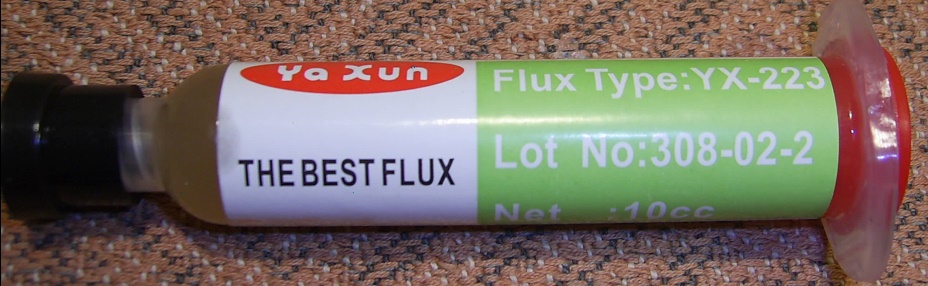 Ya Xun
THE BEST FLUX
Flux Type:YX-223
Lot No:308-02-2
Net :10cc